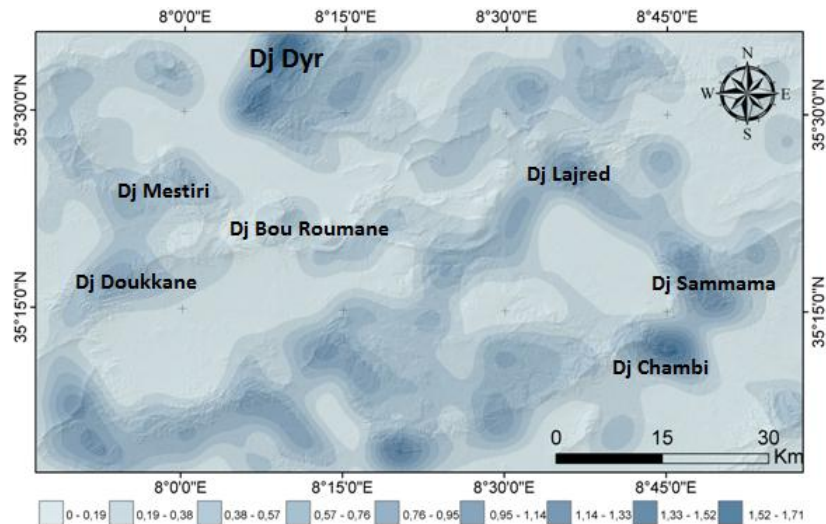 8°0'0"E 8°15'0"E 8°30'0"E 8°45'0"E
Dj Dyr
N
W E
S
35°30'0"N 35°30'0"N
Dj Lajred
Dj Mestiri
Dj Bou Roumane
Dj Doukkane Dj Sammama
35°15'0"N 35°15'0"N
Dj Chambi
0 15 30
Km
8°0'0"E 8°15'0"E 8°30'0"E 8°45'0"E
0 - 0,19 0,19 - 0,38 0,38 - 0,57 0,57 - 0,76 0,76 - 0,95 0,95 - 1,14 1,14 - 1,33 1,33 - 1,52 1,52 - 1,71